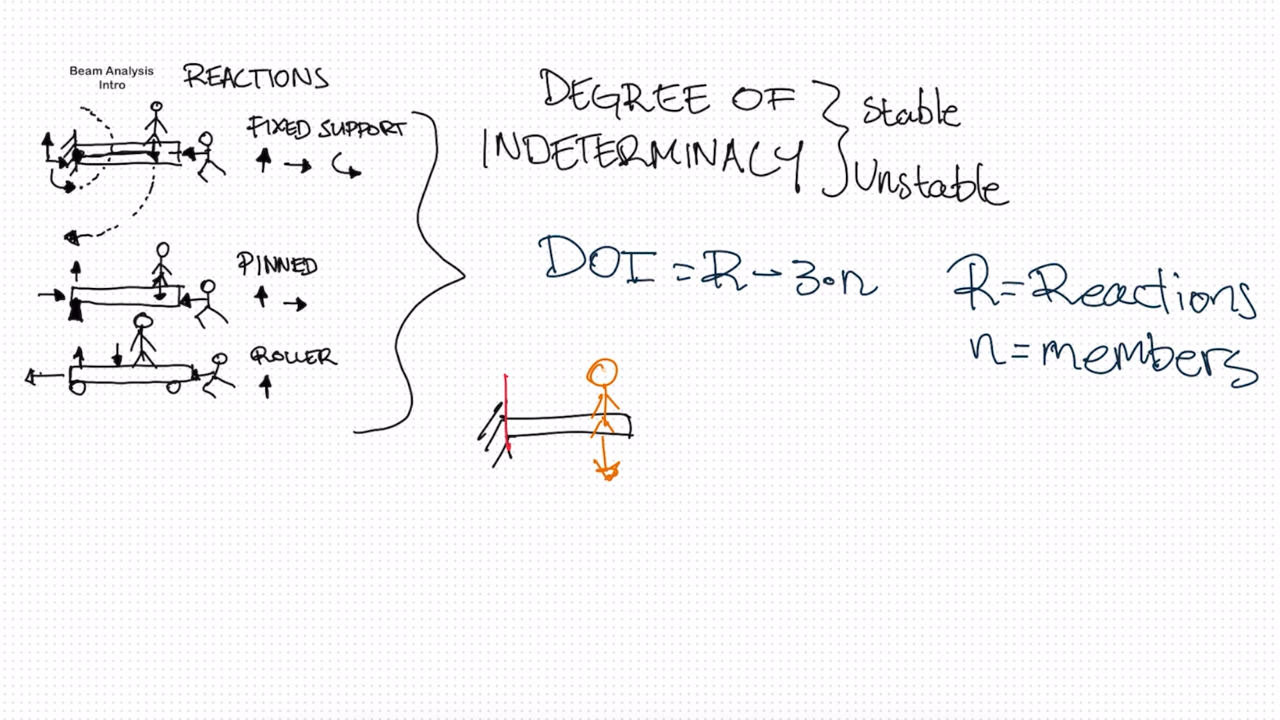 Beam Analysis
Intro
REACTIONS
FIXED SUPPORT
PINNED
ROLLER
DEGREE OF
INDETERMINACY
Stable
Unstable
DOI = R - 3·n
R=Reactions
n=members